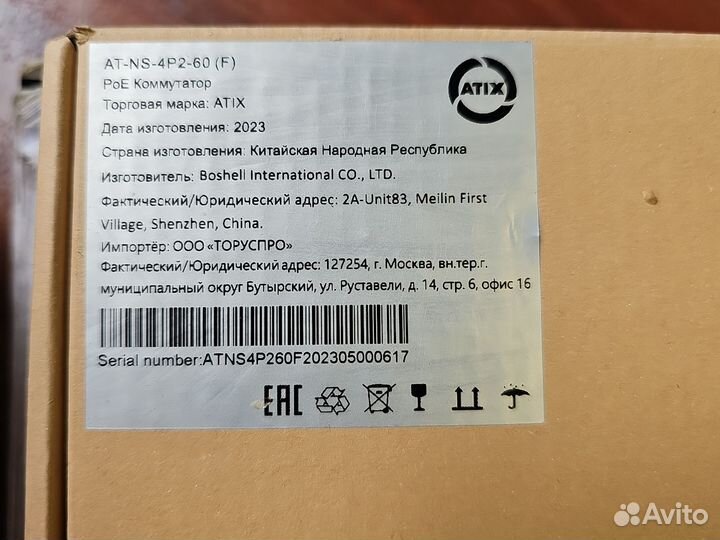 AT-NS-4P2-60 (F)
PoE Коммутатор
Торговая марка: ATIX
ATIX
Дата изготовления: 2023
Страна изготовления: Китайская Народная Республика
Изготовитель: Boshell International CO., LTD.
Фактический/Юридический адрес: 2A-Unit83, Meilin First
Village, Shenzhen, China.
Импортёр: ООО «ТОРУСПРО»
Фактический/Юридический адрес: 127254, г. Москва, вн.тер.г.
муниципальный округ Бутырский, ул. Руставели, д. 14, стр. 6, офис 16
Serial number:ATNS4P260F202305000617
EAC
Avito